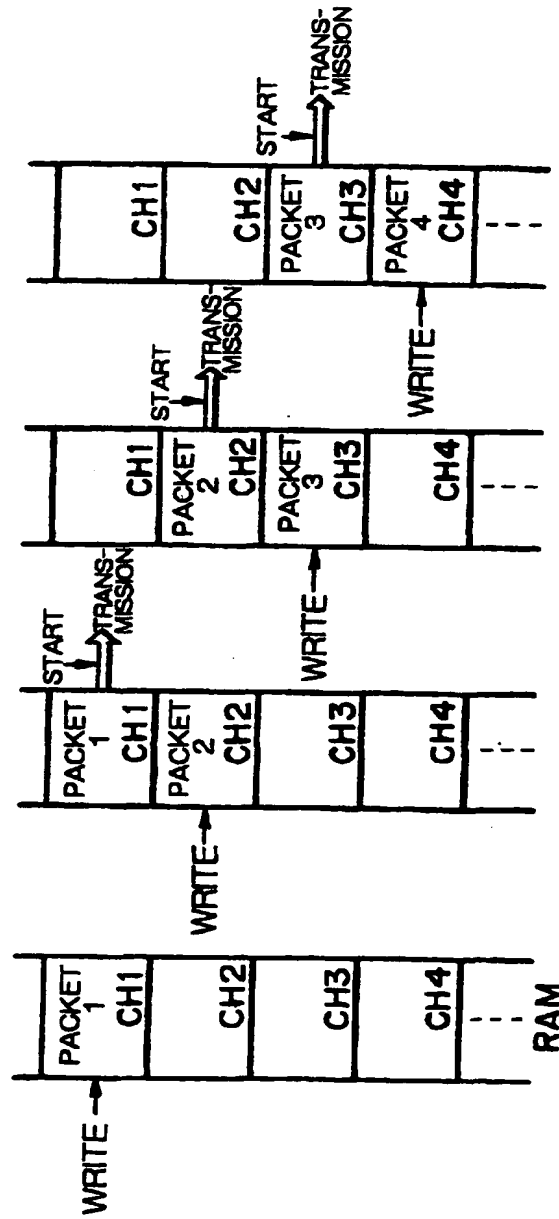 WRITE
PACKET
1
CH1
CH2
CH3
CH4
RAM
WRITE
START
TRANS-
MISSION
PACKET
1
CH1
PACKET
2
CH2
CH3
CH4
WRITE
START
TRANS-
MISSION
CH1
PACKET
2
CH2
PACKET
3
CH3
CH4
WRITE
START
TRANS-
MISSION
CH1
CH2
PACKET
3
CH3
PACKET
4
CH4